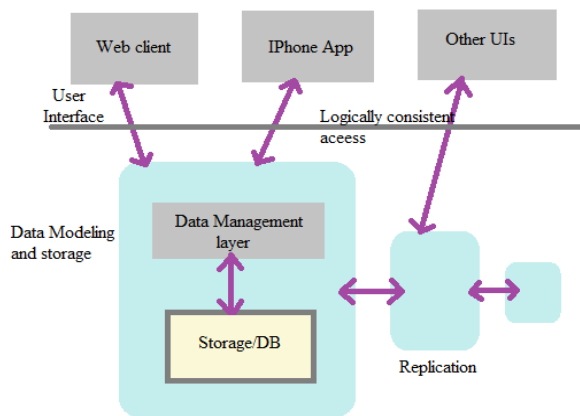 Web client
IPhone App
Other UIs
User
Interface
Logically consistent
aceess
Data Modeling
and storage
Data Management
layer
Storage/DB
Replication